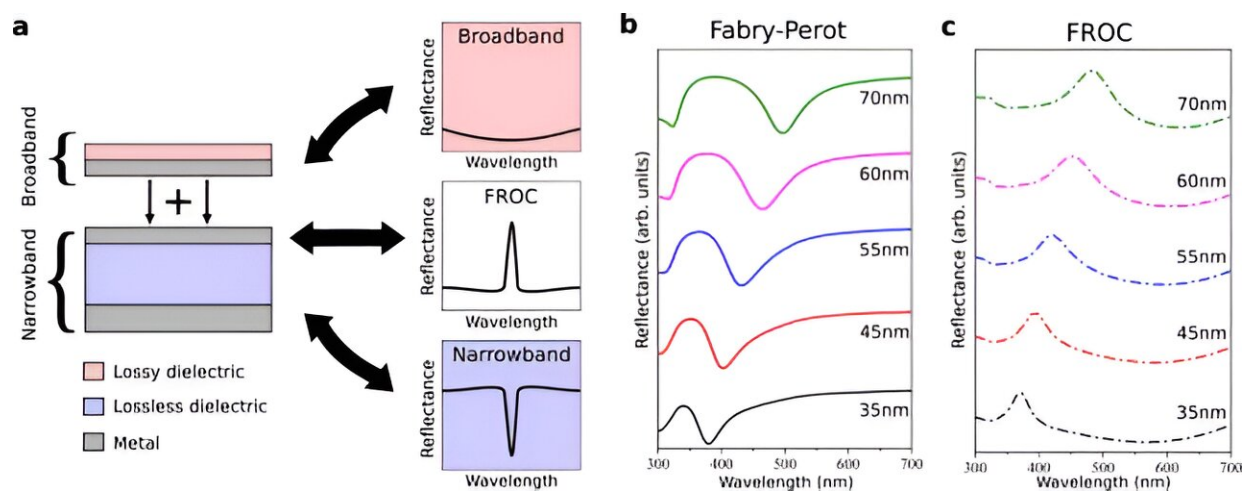 a
Broadband
Narrowband
+
Lossy dielectric
Lossless dielectric
Metal
Broadband
Reflectance
Wavelength
FROC
Reflectance
Wavelength
Narrowband
Reflectance
Wavelength
b
Fabry-Perot
Reflectance (arb. units)
70nm
60nm
55nm
45nm
35nm
300 400 500 600 700
Wavelength (nm)
c
FROC
Reflectance (arb. units)
70nm
60nm
55nm
45nm
35nm
300 400 500 600 700
Wavelength (nm)